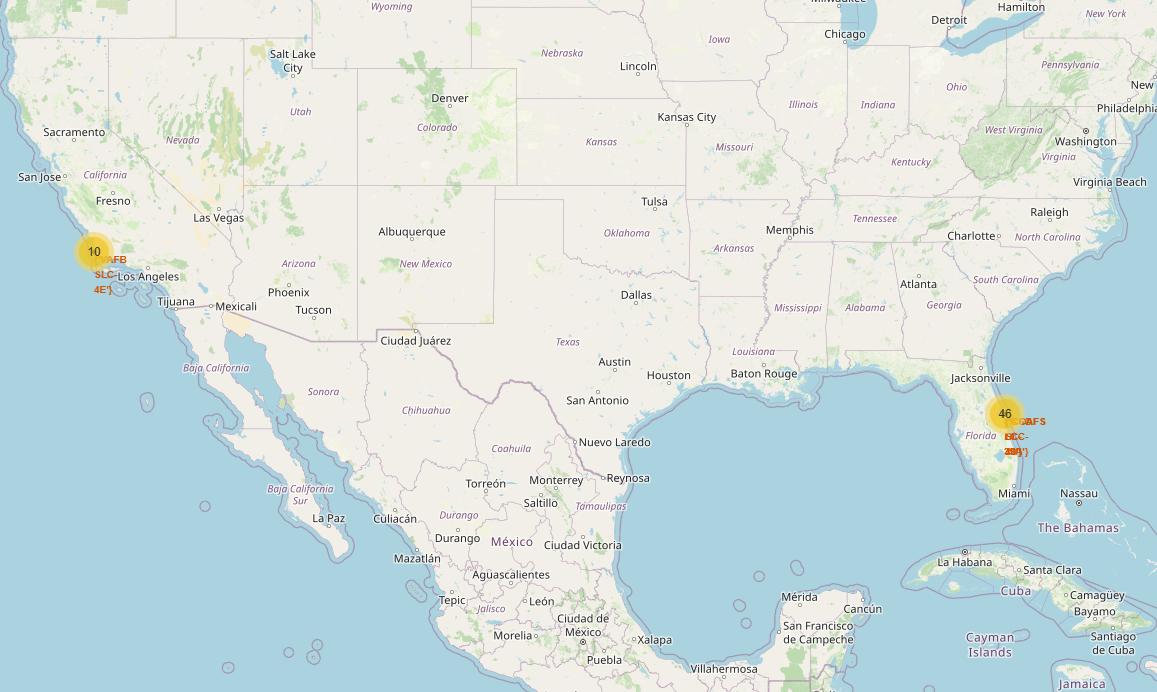 Wyoming
Milwaukee
Hamilton
New York
Detroit
Chicago
Iowa
Nebraska
Salt Lake
City
Lincoln
Pennsylvania
Ohio
New
Denver
Utah
Illinois
Indiana
Philadelphia
Colorado
Kansas City
Sacramento
Nevada
Kansas
Missouri
West Virginia
Washington
Virginia
Kentucky
San Jose
California
Virginia Beach
Fresno
Las Vegas
Tulsa
Raleigh
Albuquerque
Oklahoma
Memphis
Tennessee
Charlotte
North Carolina
10
AFB
SLC-
4E')
Los Angeles
Arizona
New Mexico
Arkansas
South Carolina
Atlanta
Phoenix
Dallas
Tijuana
Mexicali
Tucson
Mississippi
Alabama
Georgia
Ciudad Juárez
Texas
Louisiana
Austin
Houston
Baton Rouge
Baja California
Jacksonville
Sonora
San Antonio
Chihuahua
46
AFS
Florida
Coahuila
Nuevo Laredo
Torreón
Monterrey
Reynosa
Baja California
Sur
Saltillo
Tamaulipas
Miami
Nassau
La Paz
Culiacán
Durango
The Bahamas
Durango
México
Ciudad Victoria
Mazatlán
La Habana
Santa Clara
Aguascalientes
Cuba
Camagüey
Tepic
León
Mérida
Cancún
Jalisco
Bayamo
Ciudad de
México
San Francisco
de Campeche
Morelia
Xalapa
Cayman
Islands
Santiago
de Cuba
Puebla
Villahermosa
Jamaica